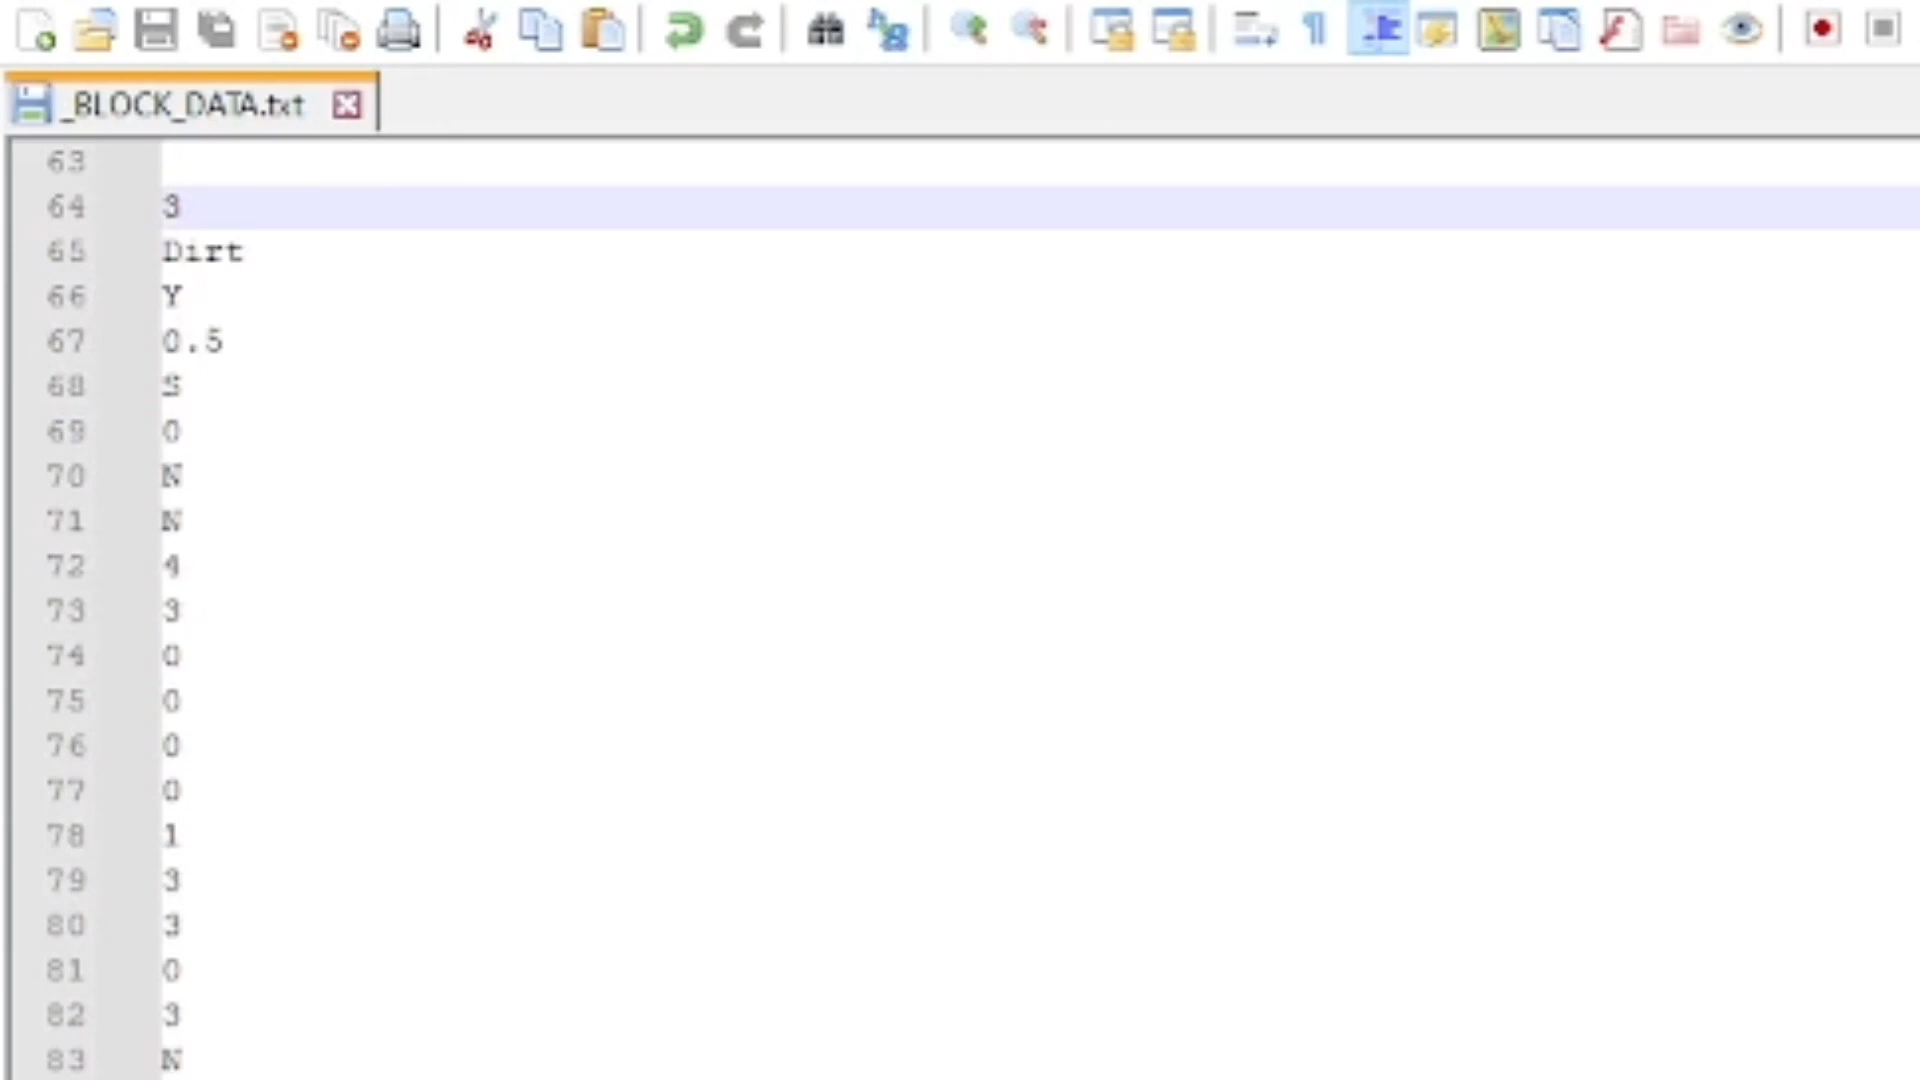 _BLOCK_DATA.txt
63
64 3
65 Dirt
66 Y
67 0.5
68 S
69 0
70 N
71 N
72 4
73 3
74 0
75 0
76 0
77 0
78 1
79 3
80 3
81 0
82 3
83 N